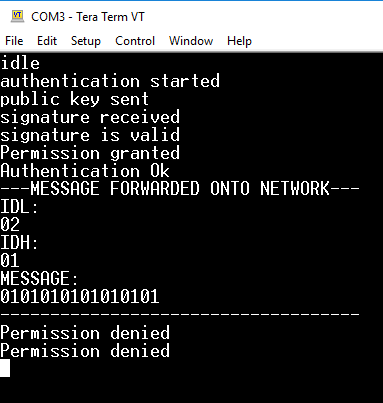 COM3 - Tera Term VT
File Edit Setup Control Window Help
idle
authentication started
public key sent
signature received
signature is valid
Permission granted
Authentication Ok
---MESSAGE FORWARDED ONTO NETWORK---
IDL:
02
IDH:
01
MESSAGE:
0101010101010101
------------------------------------
Permission denied
Permission denied